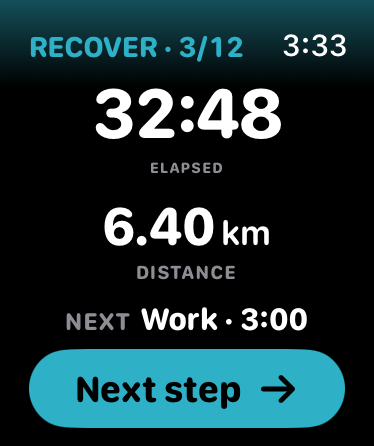 RECOVER · 3/12 3:33
32:48
ELAPSED
6.40 km
DISTANCE
NEXT Work · 3:00
Next step →